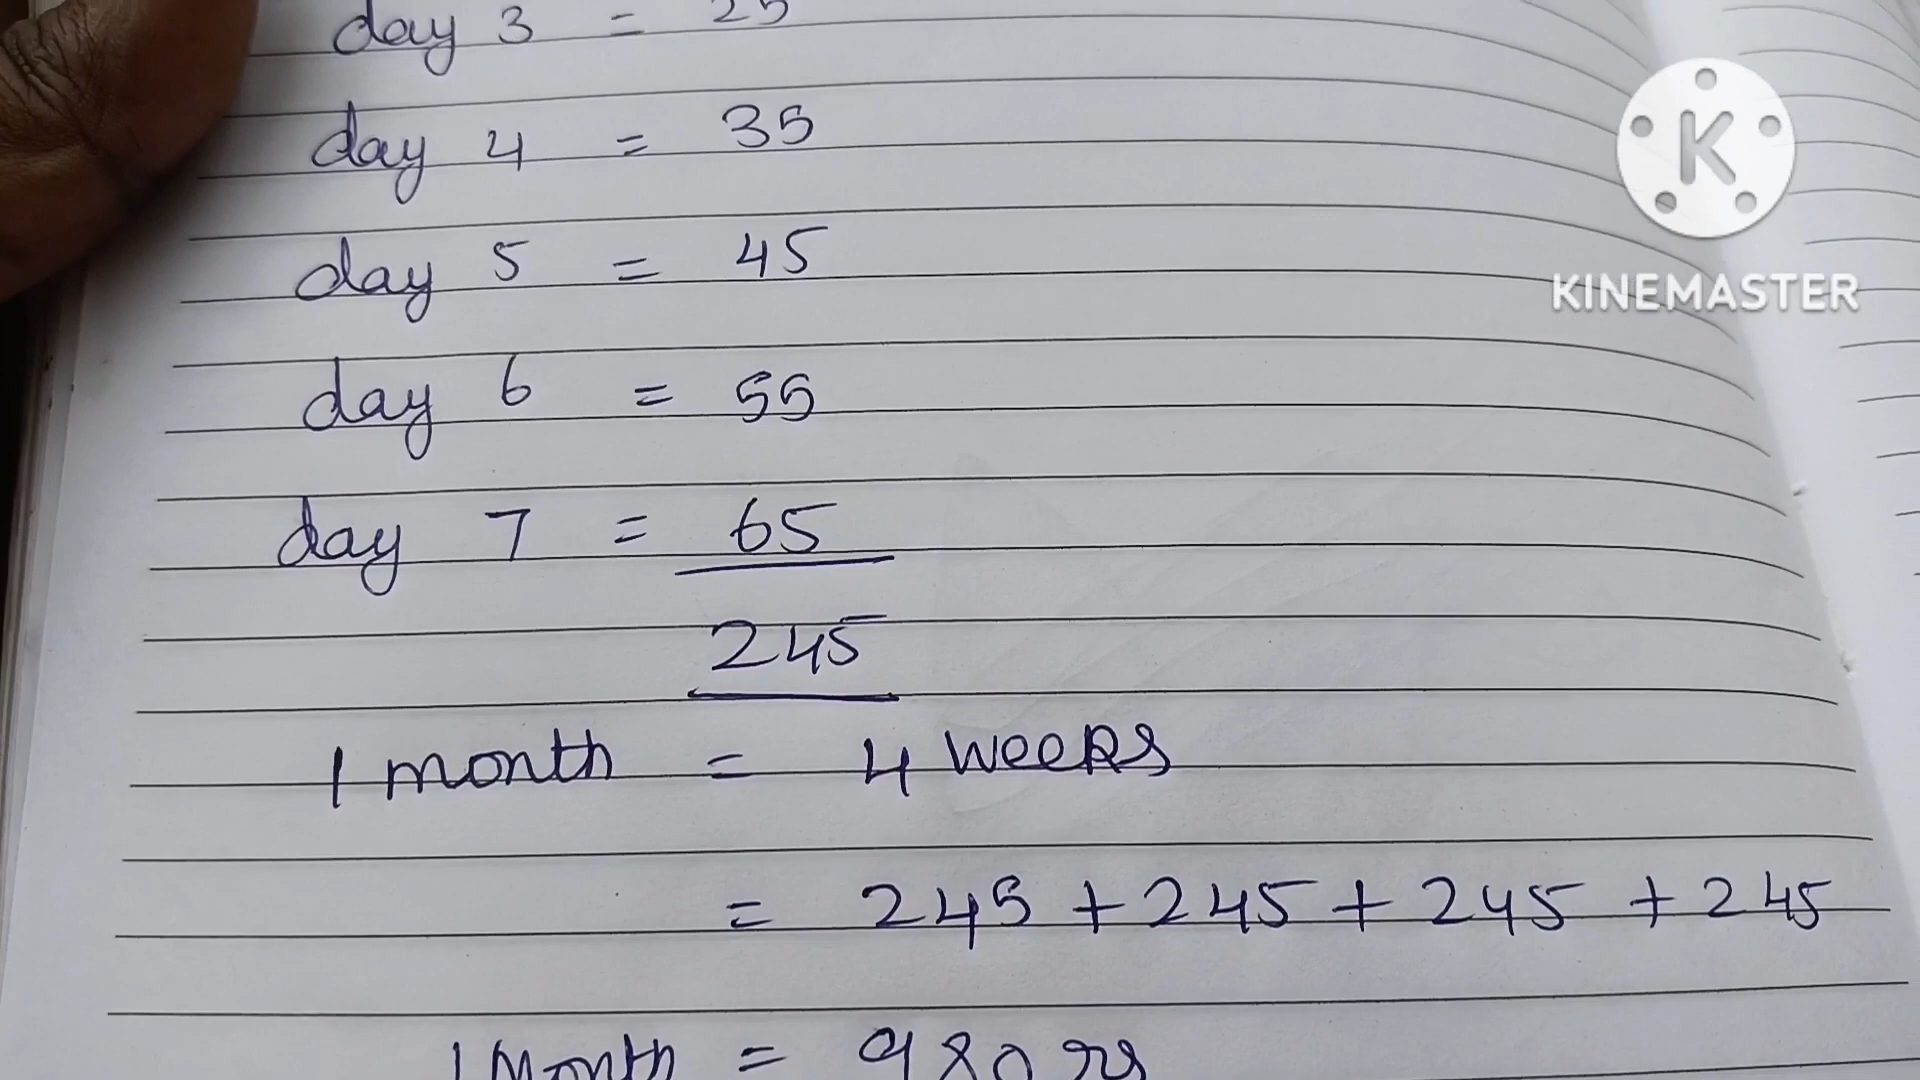 day 3 = 25
day 4 = 35
day 5 = 45
day 6 = 55
day 7 = 65
245
1 month = 4 weeks
= 245 + 245 + 245 + 245
1 Month = 980 rs
K
KINEMASTER